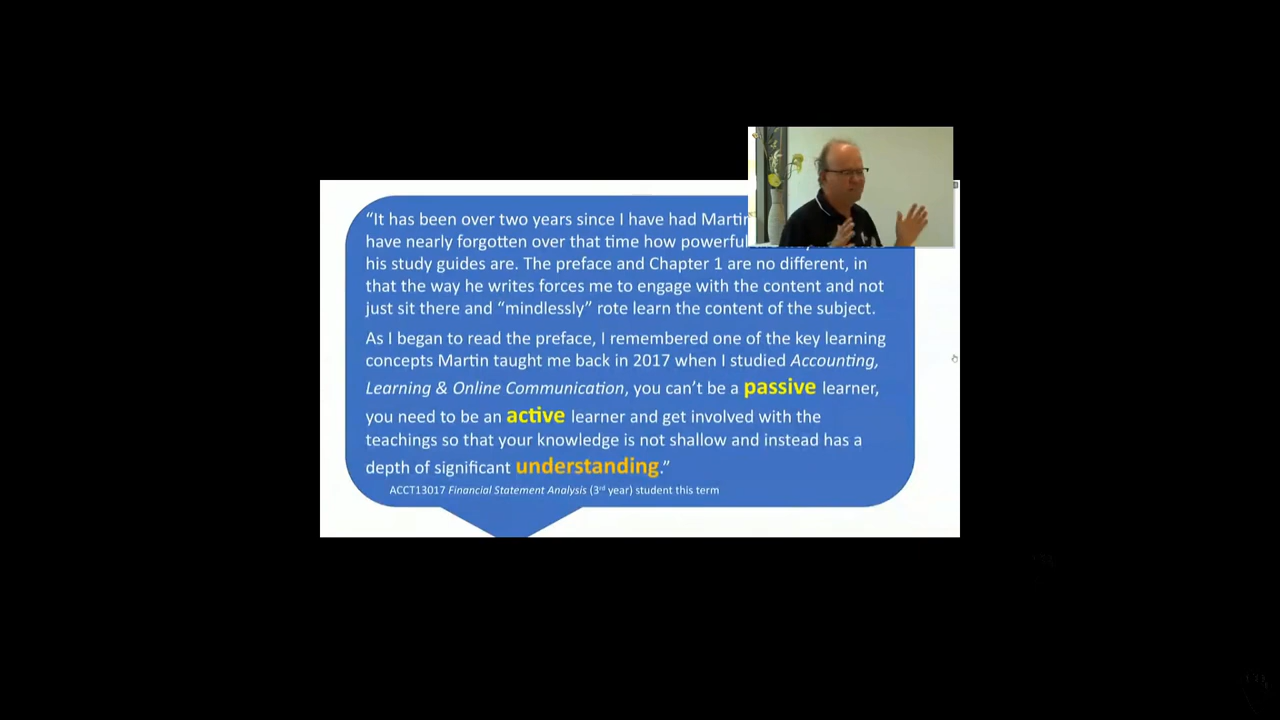 “It has been over two years since I have had Martin
have nearly forgotten over that time how powerful
his study guides are. The preface and Chapter 1 are no different, in
that the way he writes forces me to engage with the content and not
just sit there and “mindlessly” rote learn the content of the subject.
As I began to read the preface, I remembered one of the key learning
concepts Martin taught me back in 2017 when I studied Accounting,
Learning & Online Communication, you can’t be a passive learner,
you need to be an active learner and get involved with the
teachings so that your knowledge is not shallow and instead has a
depth of significant understanding.”
ACCT13017 Financial Statement Analysis (3rd year) student this term